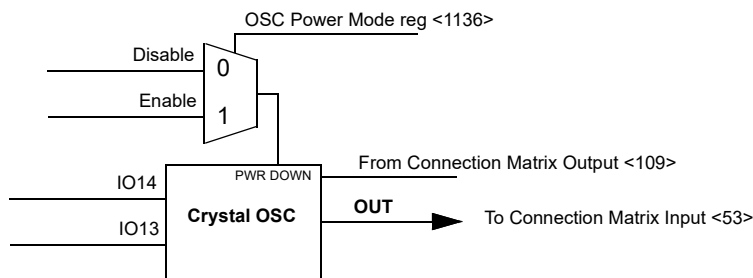 OSC Power Mode reg <1136>
Disable
0
Enable
1
PWR DOWN
From Connection Matrix Output <109>
IO14
Crystal OSC
OUT
To Connection Matrix Input <53>
IO13